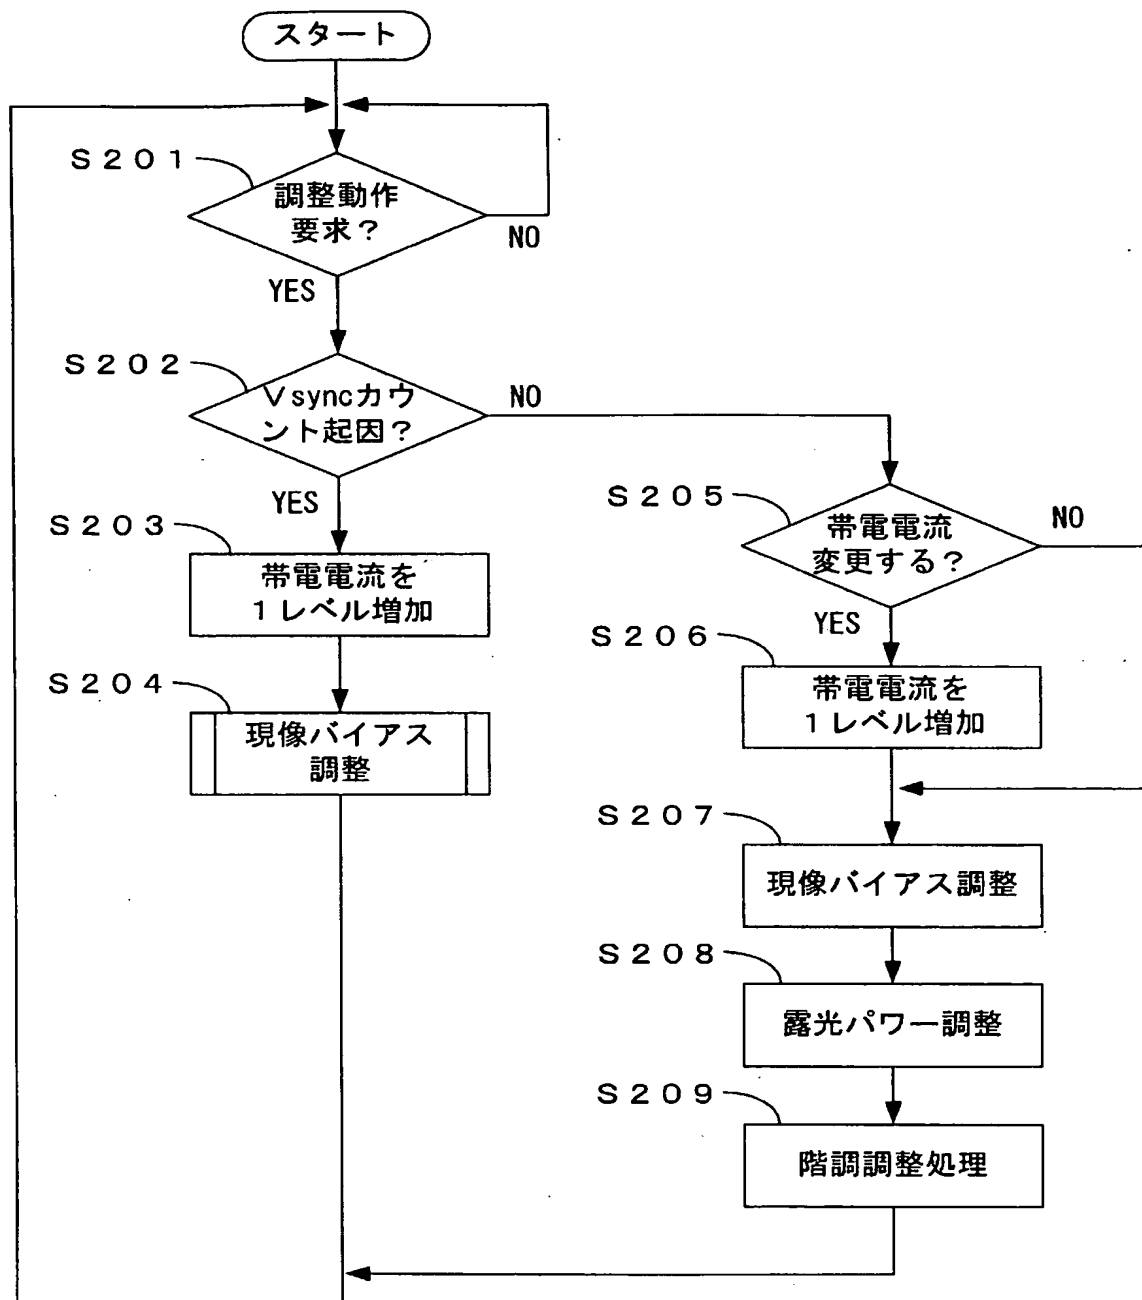 スタート
S201
調整動作
要求?
NO
YES
S202
Vsyncカウ
ント起因?
NO
YES
S203
帯電電流を
1レベル増加
S204
現像バイアス
調整
S205
帯電電流
変更する?
NO
YES
S206
帯電電流を
1レベル増加
S207
現像バイアス調整
S208
露光パワー調整
S209
階調調整処理